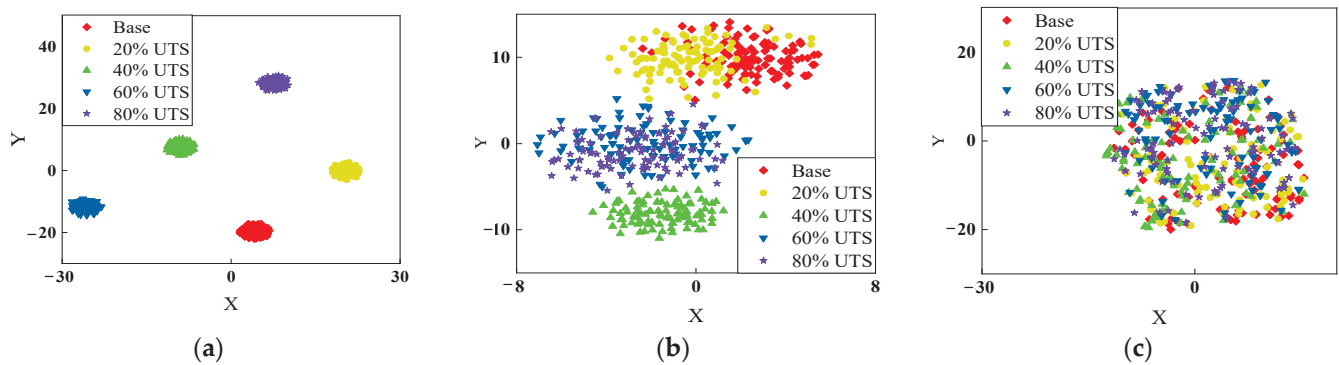 Base
20% UTS
40% UTS
60% UTS
80% UTS
40
20
0
−20
Y
−30
0
30
X
(a)
10
0
−10
Y
Base
20% UTS
40% UTS
60% UTS
80% UTS
−8
0
8
X
(b)
Base
20% UTS
40% UTS
60% UTS
80% UTS
20
0
−20
Y
−30
0
X
(c)